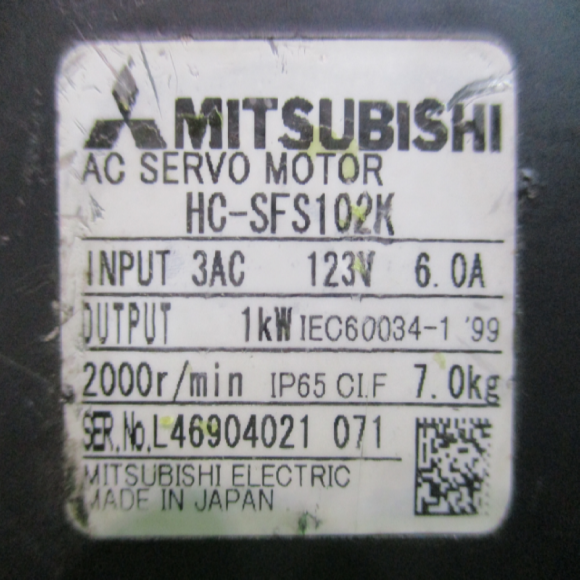 MITSUBISHI
AC SERVO MOTOR
HC-SFS102K
INPUT 3AC 123V 6.0A
OUTPUT 1kW IEC60034-1 '99
2000r/min IP65 CI.F 7.0kg
SER.No.L46904021 071
MITSUBISHI ELECTRIC
MADE IN JAPAN